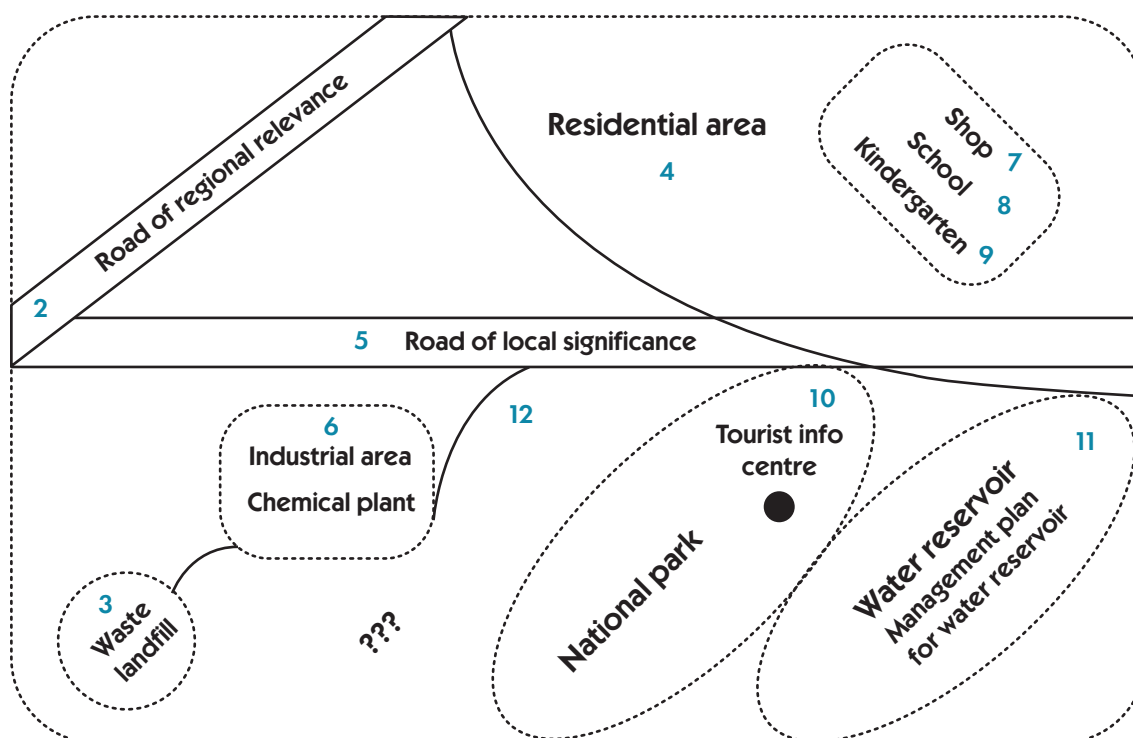 Road of regional relevance
2
Residential area
4
Shop
7
School
8
Kindergarten
9
5 Road of local significance
6
Industrial area
Chemical plant
12
10
Tourist info
centre
National park
11
Water reservoir
Management plan
for water reservoir
3
Waste
landfill
???